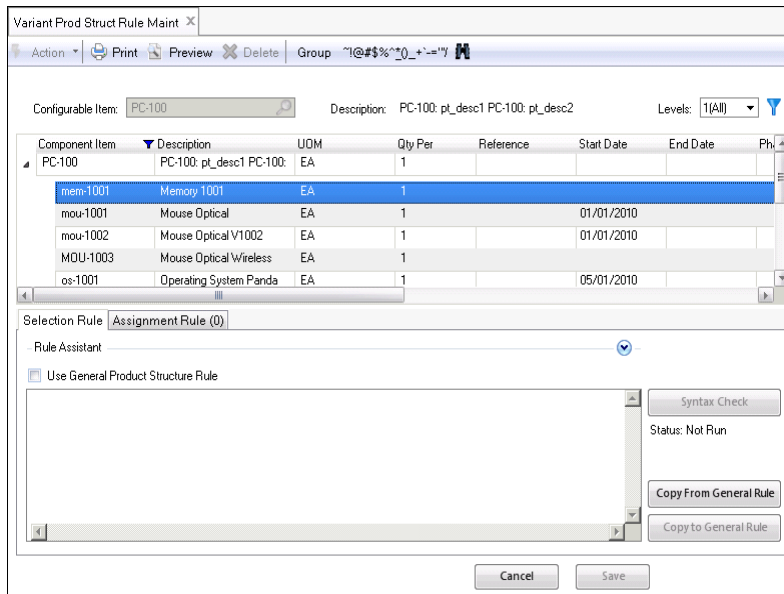 Variant Prod Struct Rule Maint
Action Print Preview Delete Group ~!@#$%^*()_+`-='"/
Configurable Item: PC-100 Description: PC-100: pt_desc1 PC-100: pt_desc2 Levels: 1(All)
Component Item Description UOM Qty Per Reference Start Date End Date
PC-100 PC-100: pt_desc1 PC-100: EA 1
mem-1001 Memory 1001 EA 1
mou-1001 Mouse Optical EA 1 01/01/2010
mou-1002 Mouse Optical V1002 EA 1 01/01/2010
MOU-1003 Mouse Optical Wireless EA 1
os-1001 Operating System Panda EA 1 05/01/2010
Selection Rule Assignment Rule (0)
Rule Assistant
Use General Product Structure Rule
Syntax Check
Status: Not Run
Copy From General Rule
Copy to General Rule
Cancel Save